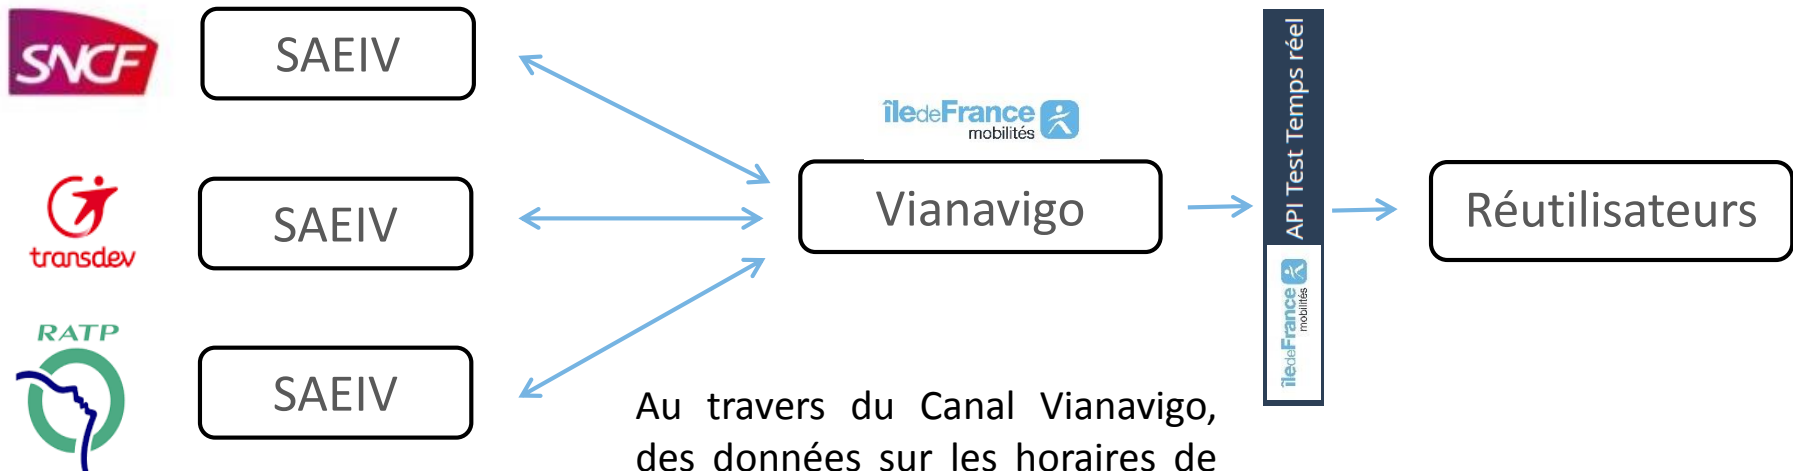 SNCF
SAEIV
îledeFrance
mobilités
API Test Temps réel
îledeFrance
mobilités
transdev
SAEIV
Vianavigo
Réutilisateurs
RATP
SAEIV
Au travers du Canal Vianavigo,
des données sur les horaires de